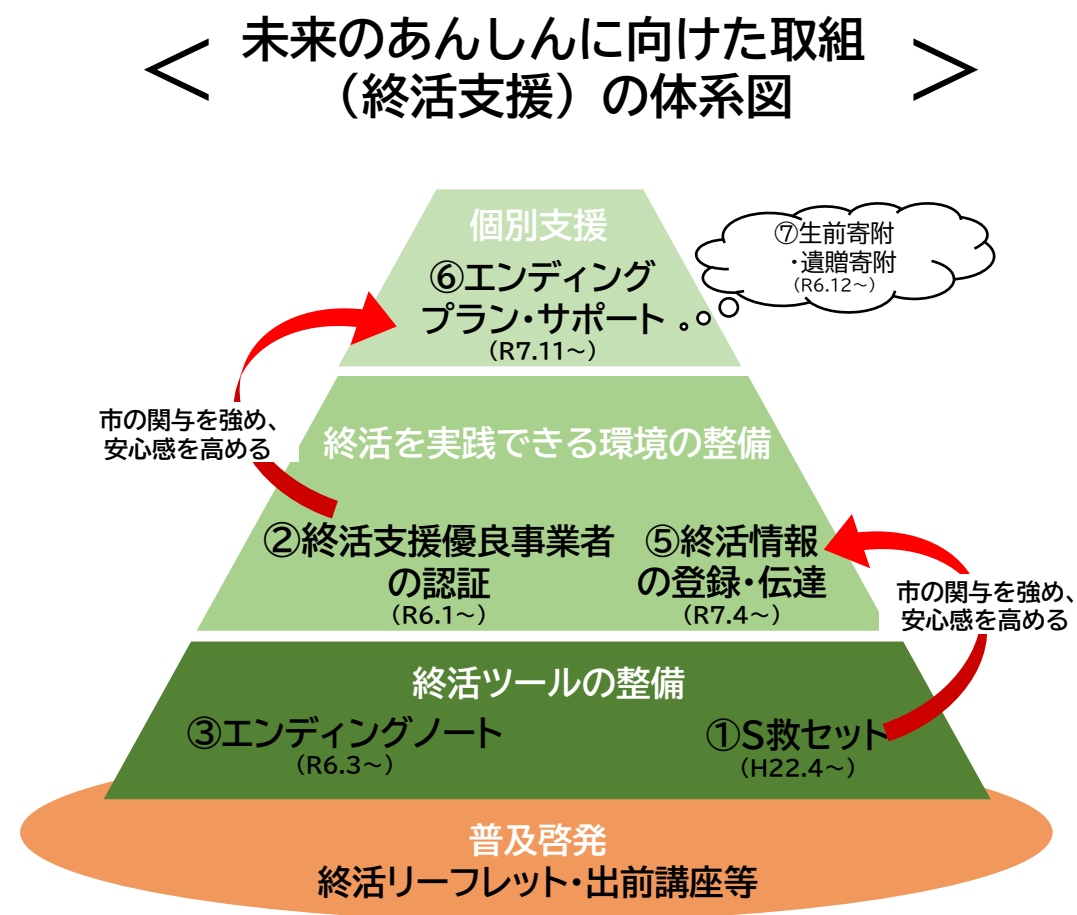 ＜ 未来のあんしんに向けた取組 ＞
（終活支援）の体系図
個別支援
⑥エンディング
プラン・サポート
（R7.11～）
⑦生前寄附
・遺贈寄附
（R6.12～）
市の関与を強め、
安心感を高める
終活を実践できる環境の整備
②終活支援優良事業者
の認証
（R6.1～）
⑤終活情報
の登録・伝達
（R7.4～）
市の関与を強め、
安心感を高める
終活ツールの整備
③エンディングノート
（R6.3～）
①S救セット
（H22.4～）
普及啓発
終活リーフレット・出前講座等